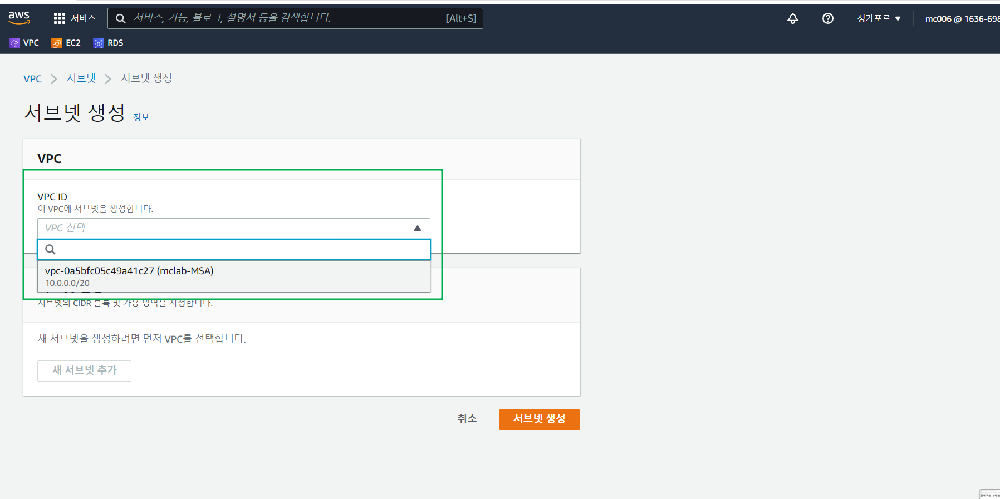 aws
서비스
서비스, 기능, 블로그, 설명서 등을 검색합니다.
[Alt+S]
싱가포르 ▼
mc006 @ 1636-698
VPC
EC2
RDS
VPC > 서브넷 > 서브넷 생성
서브넷 생성 정보
VPC
VPC ID
이 VPC에 서브넷을 생성합니다.
VPC 선택
vpc-0a5bfc05c49a41c27 (mclab-MSA)
10.0.0.0/20
서브넷의 CIDR 블록 및 가용 영역을 지정합니다.
새 서브넷을 생성하려면 먼저 VPC를 선택합니다.
새 서브넷 추가
취소
서브넷 생성